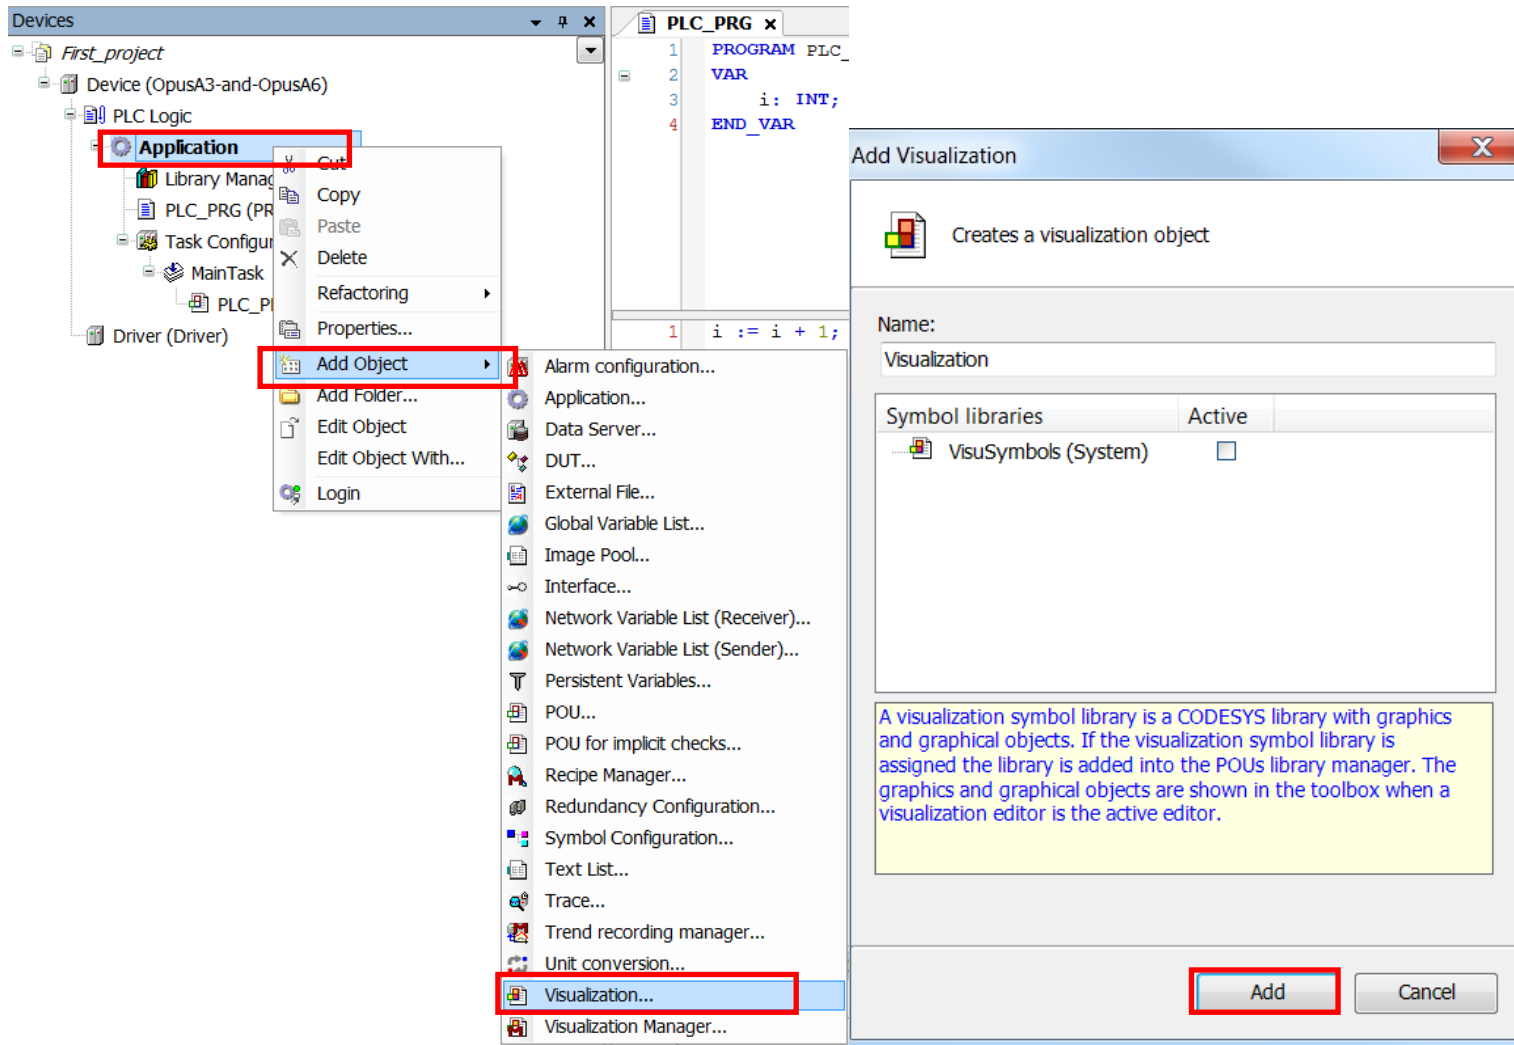 Devices
First_project
Device (OpusA3-and-OpusA6)
PLC Logic
Application
Library Manag
PLC_PRG (PR
Task Configur
MainTask
PLC_P
Driver (Driver)
Cut
Copy
Paste
Delete
Refactoring
Properties...
Add Object
Add Folder...
Edit Object
Edit Object With...
Login
Alarm configuration...
Application...
Data Server...
DUT...
External File...
Global Variable List...
Image Pool...
Interface...
Network Variable List (Receiver)...
Network Variable List (Sender)...
Persistent Variables...
POU...
POU for implicit checks...
Recipe Manager...
Redundancy Configuration...
Symbol Configuration...
Text List...
Trace...
Trend recording manager...
Unit conversion...
Visualization...
Visualization Manager...
PLC_PRG
1 PROGRAM PLC_
2 VAR
3 i: INT;
4 END_VAR
1 i := i + 1;
Add Visualization
Creates a visualization object
Name:
Visualization
Symbol libraries Active
VisuSymbols (System)
A visualization symbol library is a CODESYS library with graphics
and graphical objects. If the visualization symbol library is
assigned the library is added into the POUs library manager. The
graphics and graphical objects are shown in the toolbox when a
visualization editor is the active editor.
Add Cancel